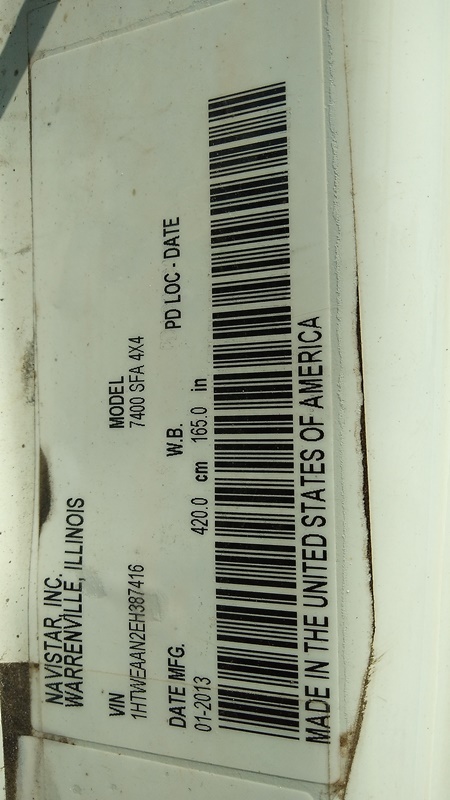 NAVISTAR, INC.
WARRENVILLE, ILLINOIS
VIN MODEL
1HTWEAAN2EH387416 7400 SFA 4X4
DATE MFG. W.B. PD LOC - DATE
01-2013 420.0 cm 165.0 in
MADE IN THE UNITED STATES OF AMERICA